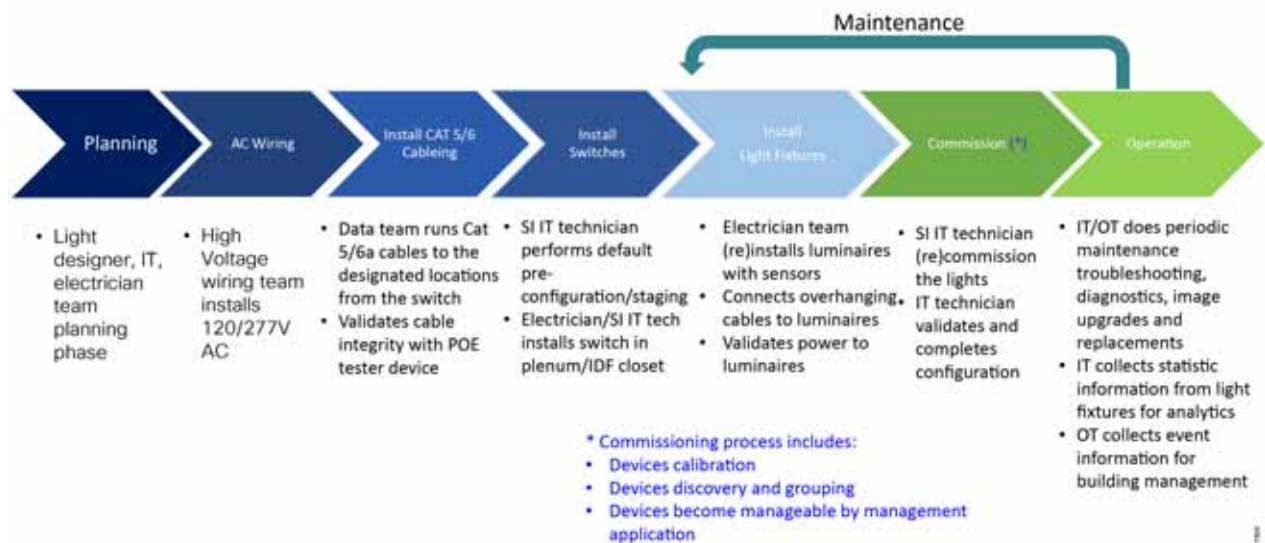 Maintenance
Planning
AC Wiring
Install CAT 5/6
Cableing
Install
Switches
Install
Light Fixtures
Commission (*)
Operation
• Light
designer, IT,
electrician
team
planning
phase
• High
Voltage
wiring team
installs
120/277V
AC
• Data team runs Cat
5/6a cables to the
designated locations
from the switch
• Validates cable
integrity with POE
tester device
• SI IT technician
performs default
pre-
configuration/staging
• Electrician/SI IT tech
installs switch in
plenum/IDF closet
• Electrician team
(re)installs luminaires
with sensors
• Connects overhanging
cables to luminaires
• Validates power to
luminaires
• SI IT technician
(re)commission
the lights
• IT technician
validates and
completes
configuration
• IT/OT does periodic
maintenance
troubleshooting,
diagnostics, image
upgrades and
replacements
• IT collects statistic
information from light
fixtures for analytics
• OT collects event
information for
building management
* Commissioning process includes:
• Devices calibration
• Devices discovery and grouping
• Devices become manageable by management
application